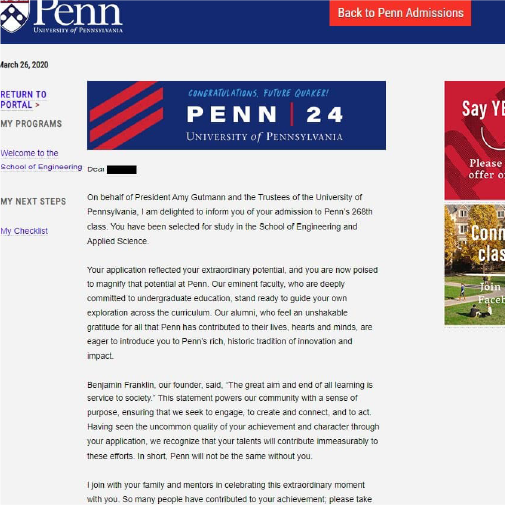 Penn
UNIVERSITY of PENNSYLVANIA
Back to Penn Admissions
March 26, 2020
RETURN TO
PORTAL >
MY PROGRAMS
Welcome to the
School of Engineering
MY NEXT STEPS
My Checklist
CONGRATULATIONS, FUTURE QUAKER!
PENN | 24
UNIVERSITY of PENNSYLVANIA
Dear
On behalf of President Amy Gutmann and the Trustees of the University of
Pennsylvania, I am delighted to inform you of your admission to Penn's 268th
class. You have been selected for study in the School of Engineering and
Applied Science.
Your application reflected your extraordinary potential, and you are now poised
to magnify that potential at Penn. Our eminent faculty, who are deeply
committed to undergraduate education, stand ready to guide your own
exploration across the curriculum. Our alumni, who feel an unshakable
gratitude for all that Penn has contributed to their lives, hearts and minds, are
eager to introduce you to Penn's rich, historic tradition of innovation and
impact.
Benjamin Franklin, our founder, said, "The great aim and end of all learning is
service to society." This statement powers our community with a sense of
purpose, ensuring that we seek to engage, to create and connect, and to act.
Having seen the uncommon quality of your achievement and character through
your application, we recognize that your talents will contribute immeasurably to
these efforts. In short, Penn will not be the same without you.
I join with your family and mentors in celebrating this extraordinary moment
with you. So many people have contributed to your achievement; please take
Say YE
Please
offer o
Conn
clas
Join
Faceb